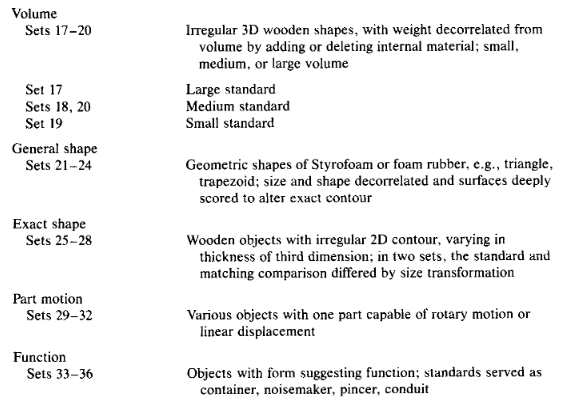 Volume
Sets 17–20 Irregular 3D wooden shapes, with weight decorrelated from
volume by adding or deleting internal material; small,
medium, or large volume
Set 17 Large standard
Sets 18, 20 Medium standard
Set 19 Small standard
General shape
Sets 21–24 Geometric shapes of Styrofoam or foam rubber, e.g., triangle,
trapezoid; size and shape decorrelated and surfaces deeply
scored to alter exact contour
Exact shape
Sets 25–28 Wooden objects with irregular 2D contour, varying in
thickness of third dimension; in two sets, the standard and
matching comparison differed by size transformation
Part motion
Sets 29–32 Various objects with one part capable of rotary motion or
linear displacement
Function
Sets 33–36 Objects with form suggesting function; standards served as
container, noisemaker, pincer, conduit